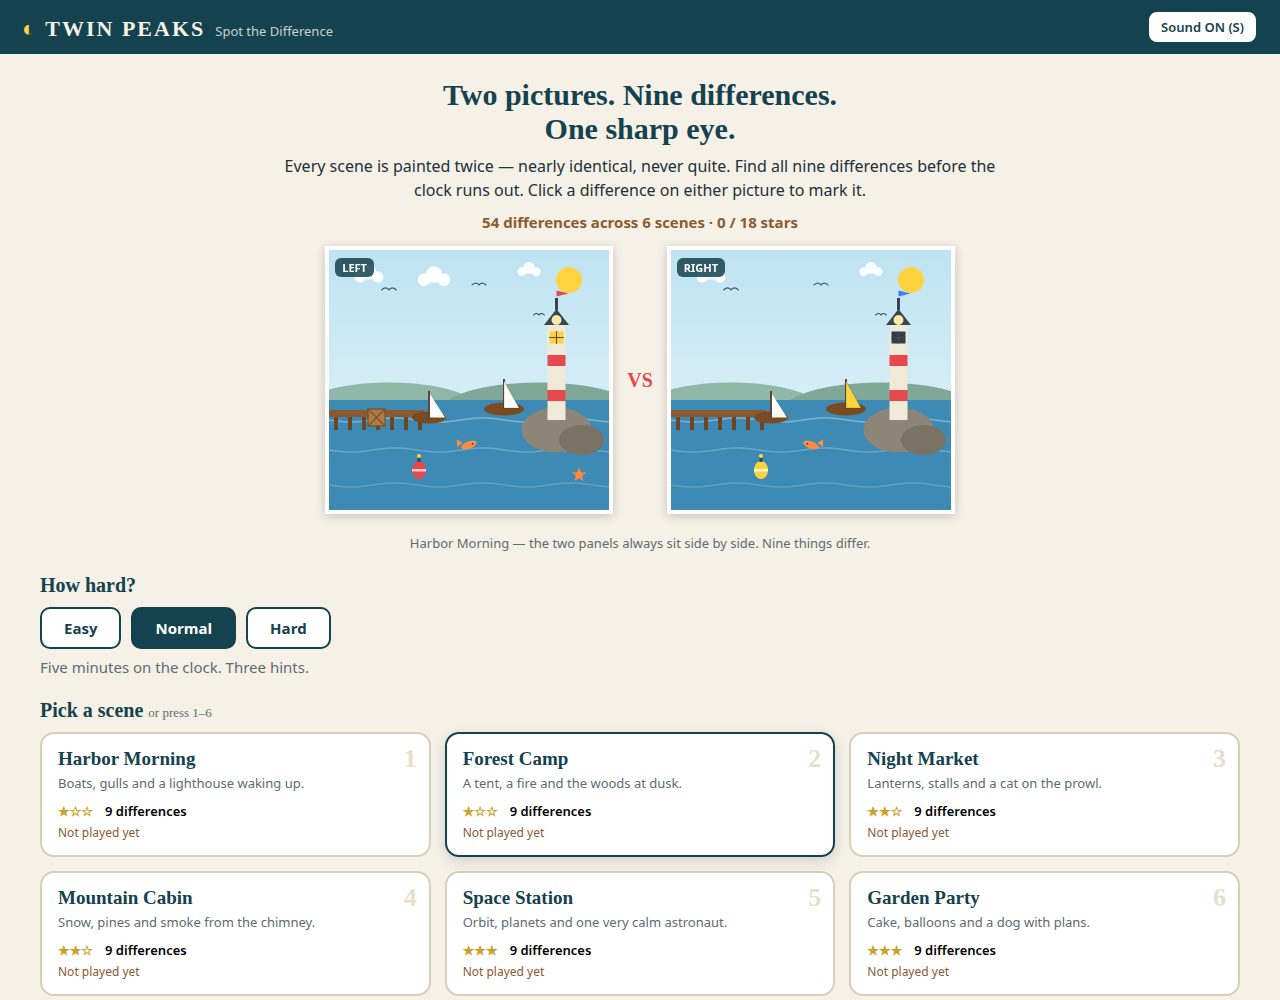 TWIN PEAKS Spot the Difference
Sound ON (S)
Two pictures. Nine differences.
One sharp eye.
Every scene is painted twice — nearly identical, never quite. Find all nine differences before the
clock runs out. Click a difference on either picture to mark it.
54 differences across 6 scenes · 0 / 18 stars
LEFT
RIGHT
VS
Harbor Morning — the two panels always sit side by side. Nine things differ.
How hard?
Easy
Normal
Hard
Five minutes on the clock. Three hints.
Pick a scene or press 1–6
Harbor Morning
1
Boats, gulls and a lighthouse waking up.
★☆☆ 9 differences
Not played yet
Forest Camp
2
A tent, a fire and the woods at dusk.
★☆☆ 9 differences
Not played yet
Night Market
3
Lanterns, stalls and a cat on the prowl.
★★☆ 9 differences
Not played yet
Mountain Cabin
4
Snow, pines and smoke from the chimney.
★★☆ 9 differences
Not played yet
Space Station
5
Orbit, planets and one very calm astronaut.
★★★ 9 differences
Not played yet
Garden Party
6
Cake, balloons and a dog with plans.
★★★ 9 differences
Not played yet